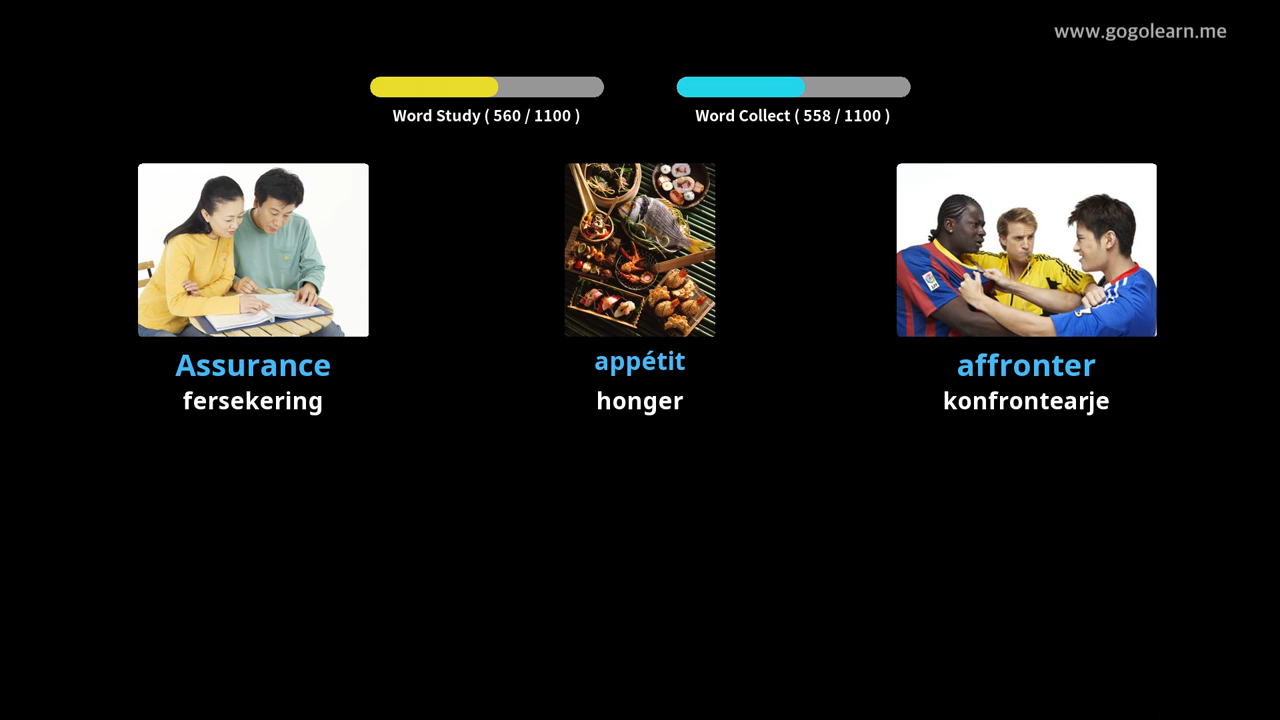 www.gogolearn.me
Word Study ( 560 / 1100 )
Word Collect ( 558 / 1100 )
Assurance
fersekering
appétit
honger
affronter
konfrontearje